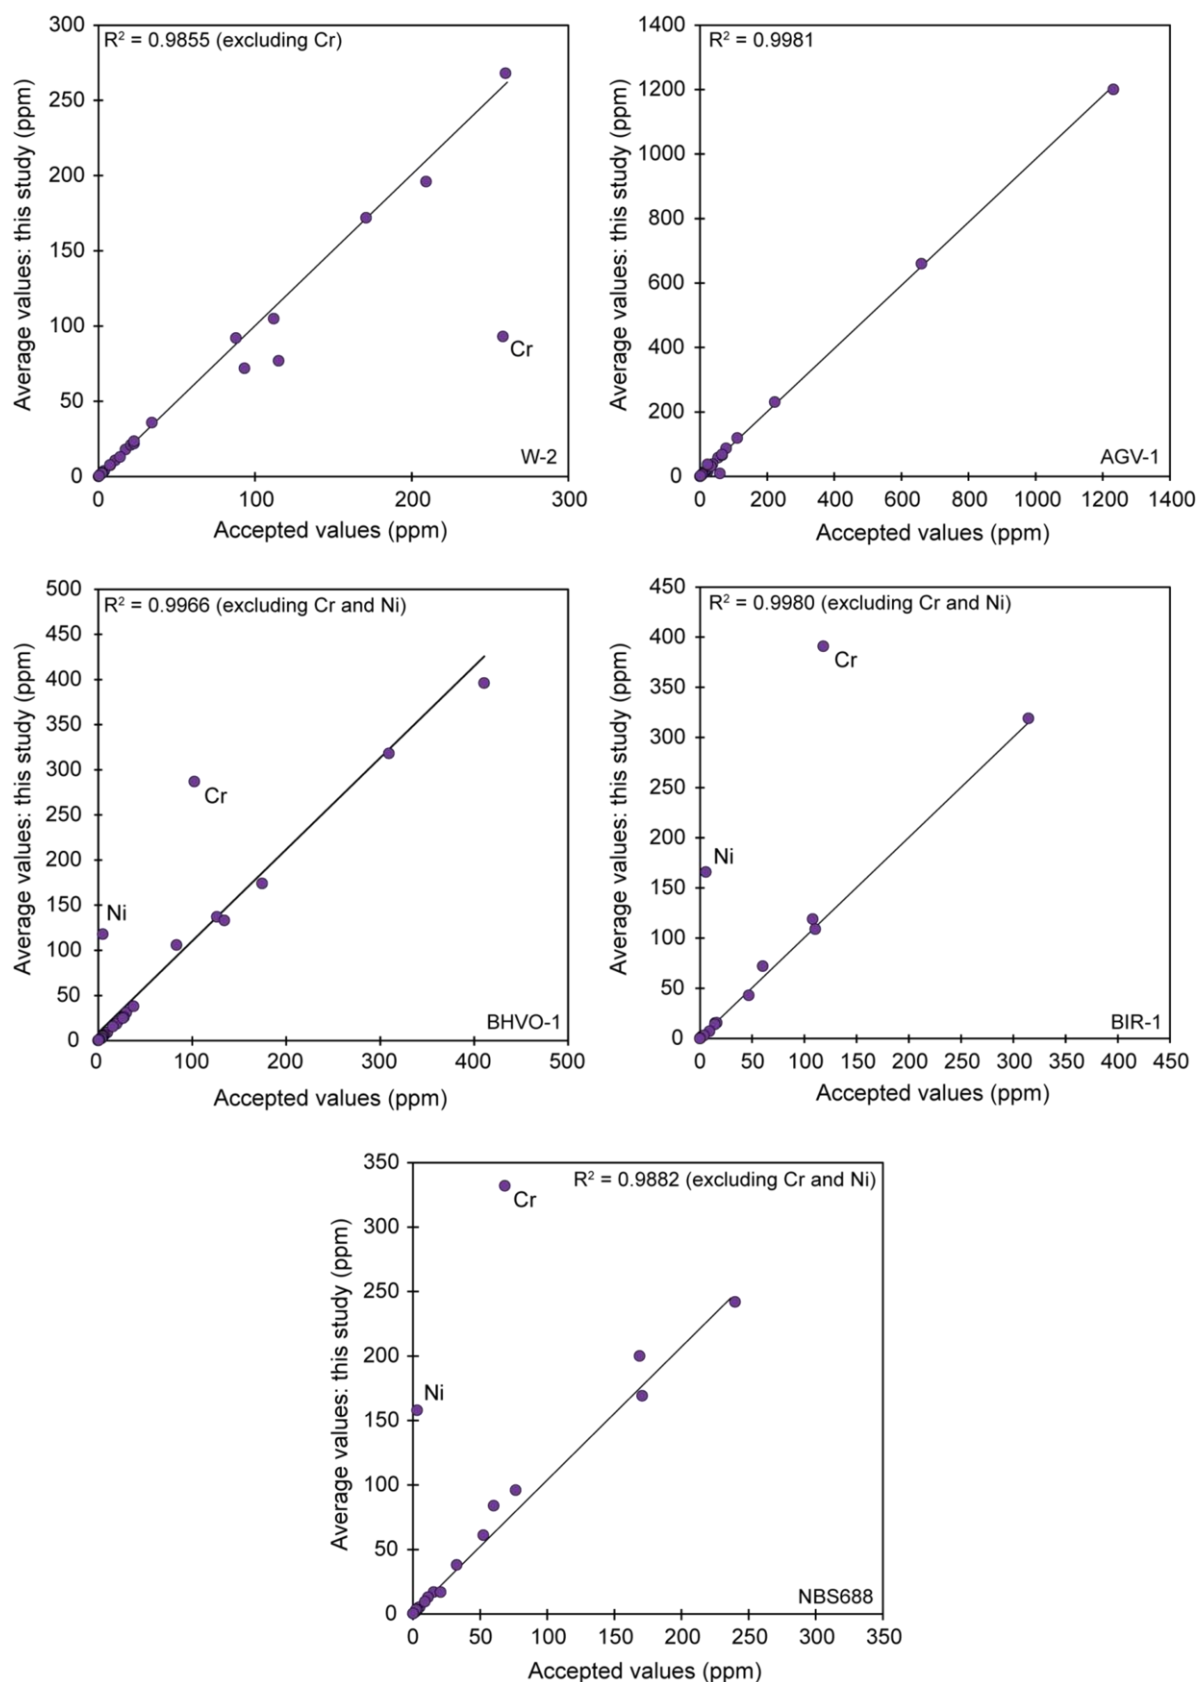 R² = 0.9855 (excluding Cr)
300
250
200
150
100
50
0
Average values: this study (ppm)
Cr
W-2
0
100
200
300
Accepted values (ppm)
R² = 0.9981
1400
1200
1000
800
600
400
200
0
Average values: this study (ppm)
AGV-1
0
200
400
600
800
1000
1200
1400
Accepted values (ppm)
R² = 0.9966 (excluding Cr and Ni)
500
450
400
350
300
250
200
150
100
50
0
Average values: this study (ppm)
Cr
Ni
BHVO-1
0
100
200
300
400
500
Accepted values (ppm)
R² = 0.9980 (excluding Cr and Ni)
450
400
350
300
250
200
150
100
50
0
Average values: this study (ppm)
Cr
Ni
BIR-1
0
50
100
150
200
250
300
350
400
450
Accepted values (ppm)
R² = 0.9882 (excluding Cr and Ni)
350
300
250
200
150
100
50
0
Average values: this study (ppm)
Cr
Ni
NBS688
0
50
100
150
200
250
300
350
Accepted values (ppm)